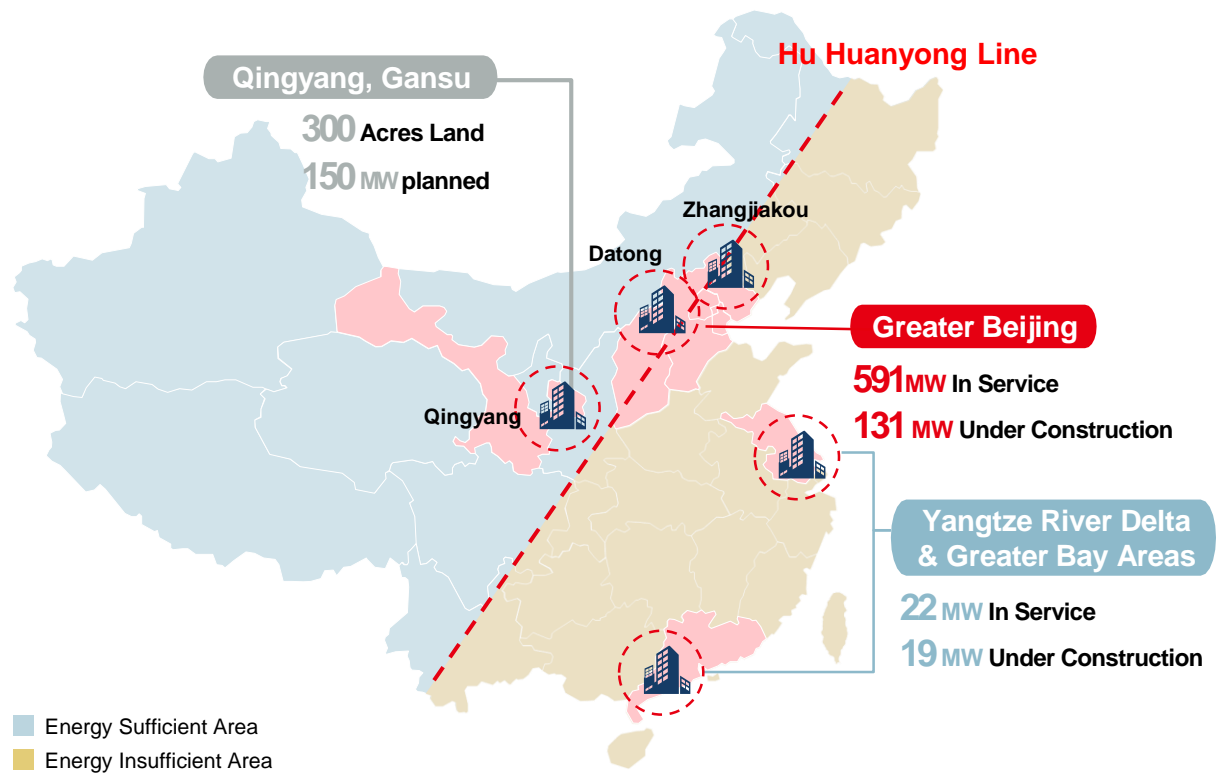 Hu Huanyong Line
Qingyang, Gansu
300 Acres Land
150 MW planned
Zhangjiakou
Datong
Qingyang
Greater Beijing
591MW In Service
131 MW Under Construction
Yangtze River Delta
& Greater Bay Areas
22 MW In Service
19 MW Under Construction
Energy Sufficient Area
Energy Insufficient Area